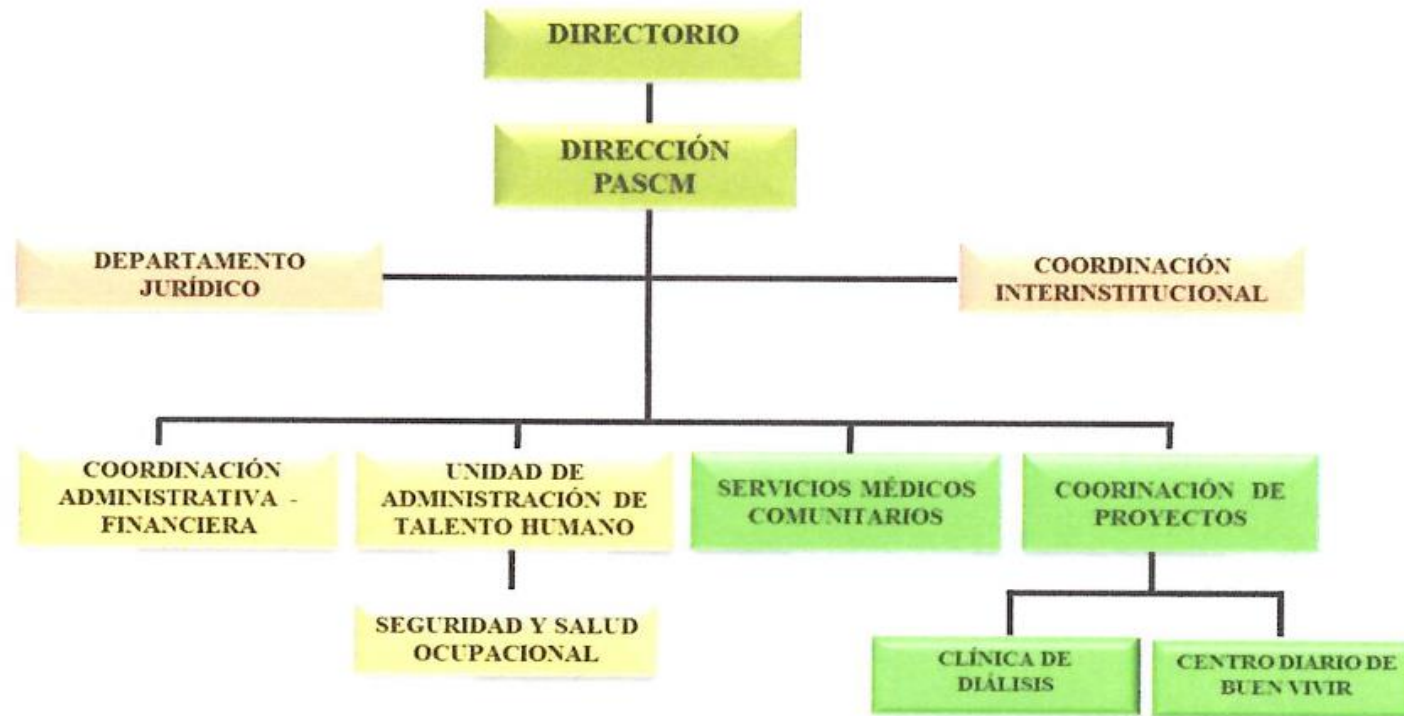 DIRECTORIO
DIRECCIÓN
PASCM
DEPARTAMENTO
JURÍDICO
COORDINACIÓN
INTERINSTITUCIONAL
COORDINACIÓN
ADMINISTRATIVA -
FINANCIERA
UNIDAD DE
ADMINISTRACIÓN DE
TALENTO HUMANO
SERVICIOS MÉDICOS
COMUNITARIOS
COORINACIÓN DE
PROYECTOS
SEGURIDAD Y SALUD
OCUPACIONAL
CLÍNICA DE
DIÁLISIS
CENTRO DIARIO DE
BUEN VIVIR